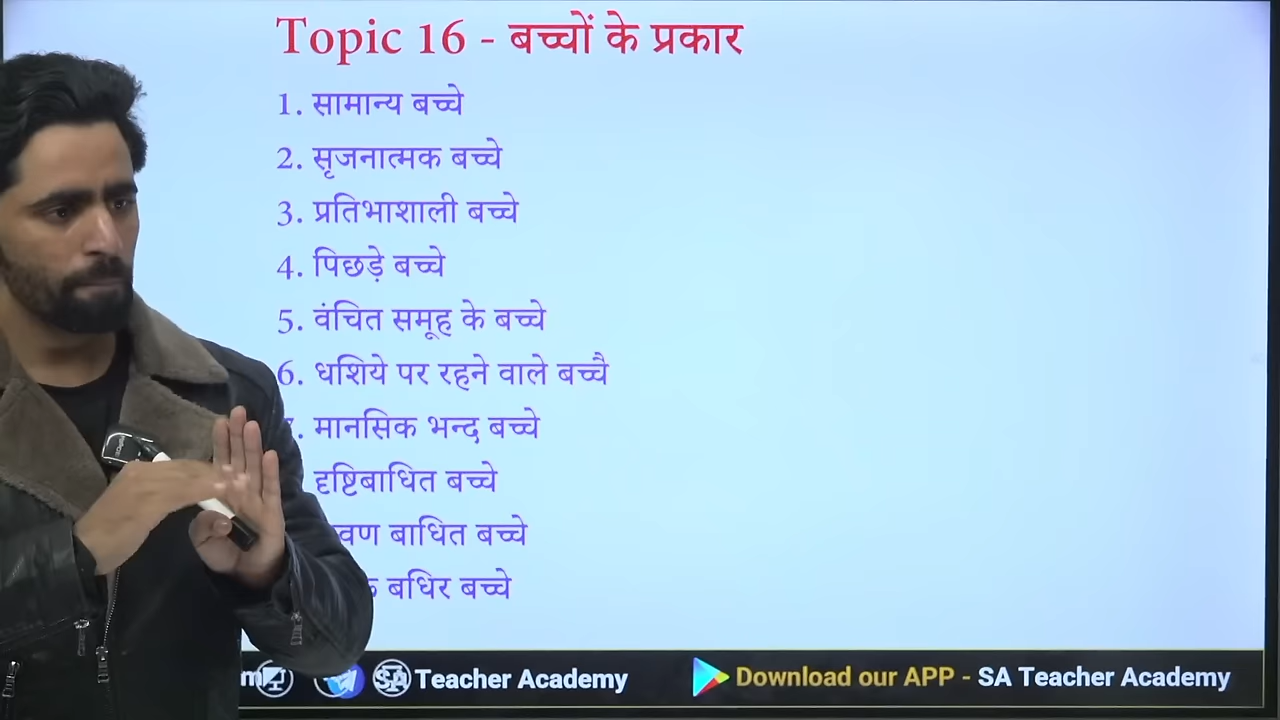 Topic 16 - बच्चों के प्रकार
1. सामान्य बच्चे
2. सृजनात्मक बच्चे
3. प्रतिभाशाली बच्चे
4. पिछड़े बच्चे
5. वंचित समूह के बच्चे
6. धशिये पर रहने वाले बच्चै
मानसिक भन्द बच्चे
दृष्टिबाधित बच्चे
बाधित बच्चे
बधिर बच्चे
SA Teacher Academy Download our APP - SA Teacher Academy